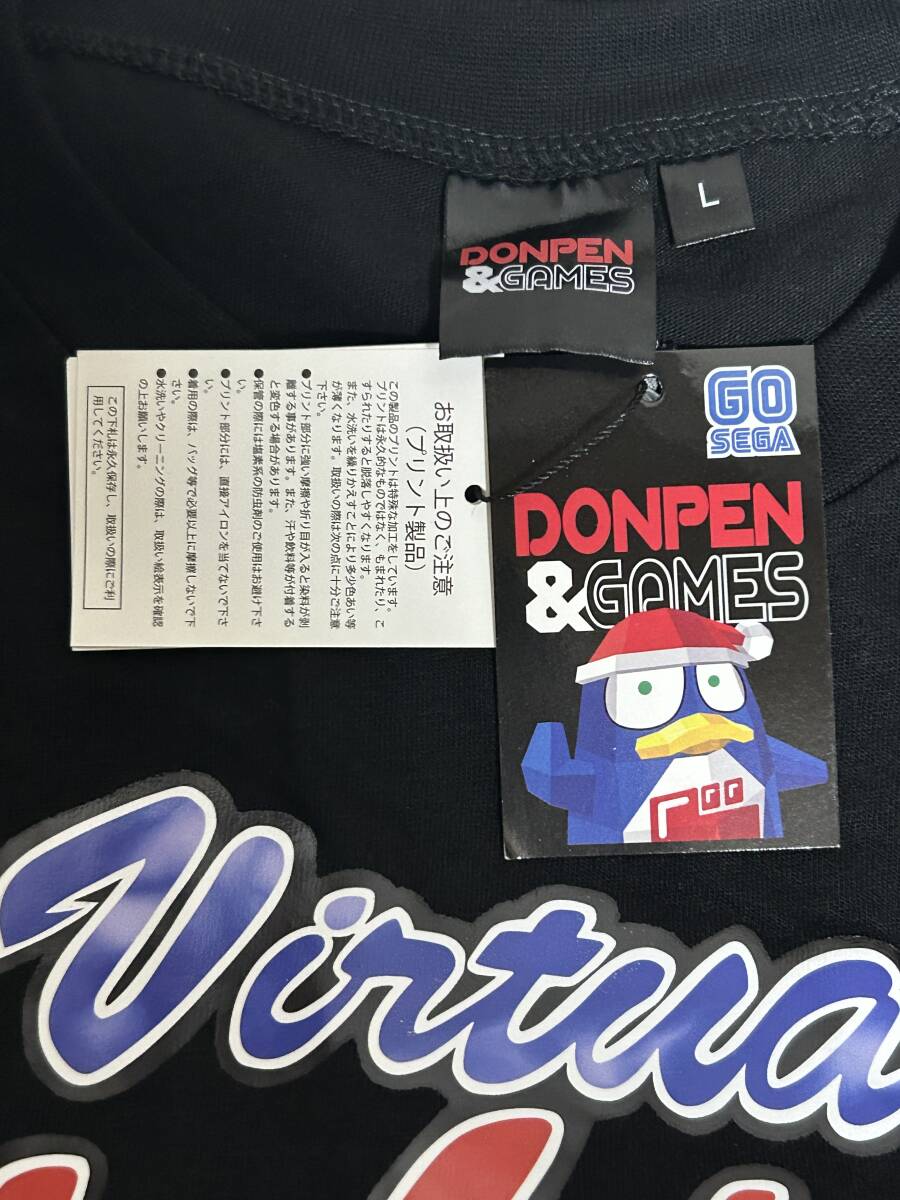 DONPEN
&GAMES
L
お取扱い上のご注意
(プリント製品)
この製品のプリントは特殊な加工をしています。
プリントは永久的なものではなく、もまれたり、こ
すられたりすると脱落しやすくなります。
また、水洗いを繰りかえすことにより多少色あい等
が薄くなります。取扱いの際は次の点に十分ご注意
下さい。
●プリント部分に強い摩擦や折り目が入ると染料が剥
離する事があります。また、汗や飲料等が付着する
と変色する場合があります。
●保管の際には塩素系の防虫剤のご使用はお避け下さ
い。
●プリント部分には、直接アイロンを当てないで下さ
い。
●着用の際は、バッグ等で必要以上に摩擦しないで下
さい。
●水洗いやクリーニングの際は、取扱い絵表示を確認
の上お願いします。
この下札は永久保存し、取扱いの際にご利
用してください。
GO
SEGA
DONPEN
&GAMES
Virtua